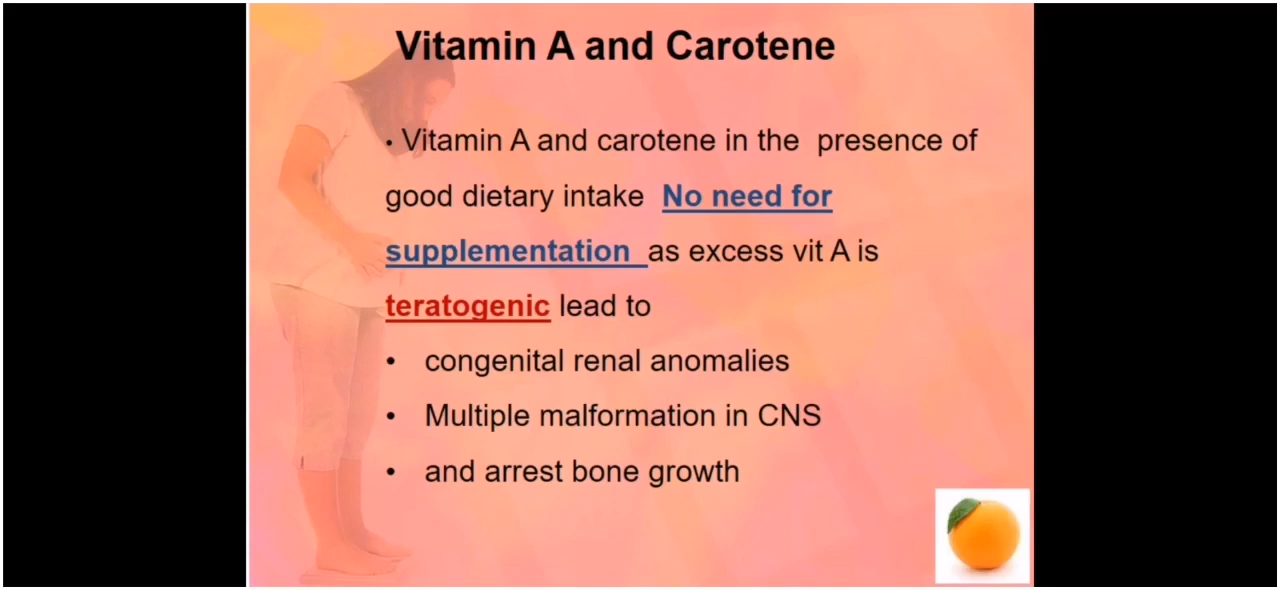 Vitamin A and Carotene
• Vitamin A and carotene in the presence of
good dietary intake No need for
supplementation as excess vit A is
teratogenic lead to
• congenital renal anomalies
• Multiple malformation in CNS
• and arrest bone growth